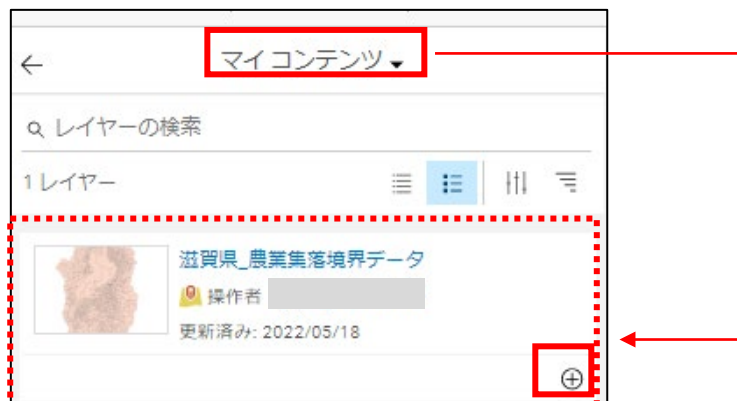 マイ コンテンツ
レイヤーの検索
1 レイヤー
滋賀県_農業集落境界データ
操作者
更新済み: 2022/05/18